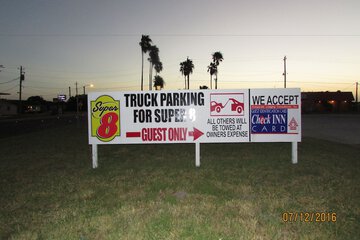 Super
8
TRUCK PARKING
FOR SUPER 8
GUEST ONLY
ALL OTHERS
WILL BE
TOWED AT
OWNERS EXPENSE
WE ACCEPT
Check INN
CARD
07/12/2016